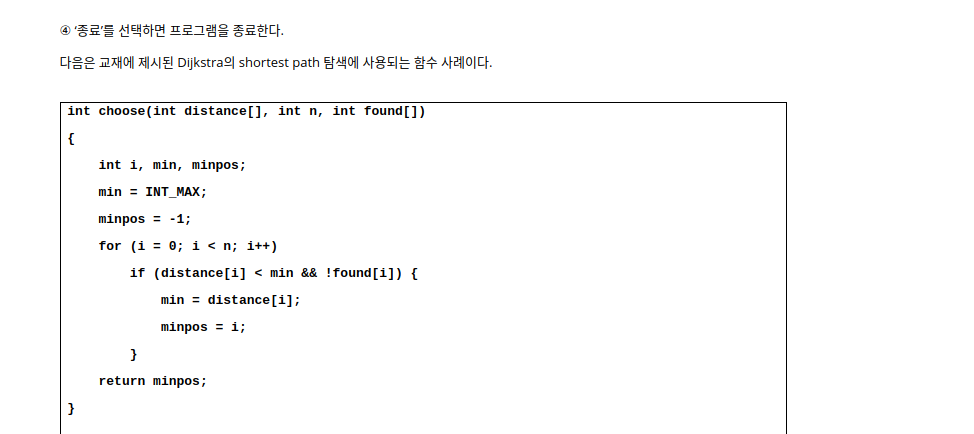 ④ ‘종료’를 선택하면 프로그램을 종료한다.
다음은 교재에 제시된 Dijkstra의 shortest path 탐색에 사용되는 함수 사례이다.
int choose(int distance[], int n, int found[])
{
    int i, min, minpos;
    min = INT_MAX;
    minpos = -1;
    for (i = 0; i < n; i++)
        if (distance[i] < min && !found[i]) {
            min = distance[i];
            minpos = i;
        }
    return minpos;
}